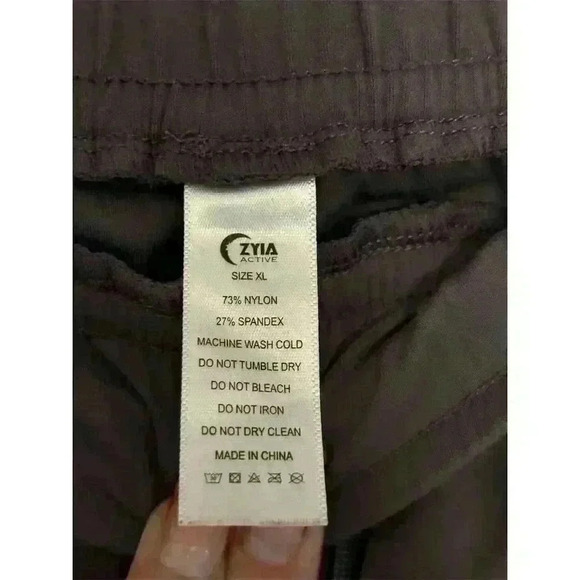 ZYIA
ACTIVE
SIZE XL
73% NYLON
27% SPANDEX
MACHINE WASH COLD
DO NOT TUMBLE DRY
DO NOT BLEACH
DO NOT IRON
DO NOT DRY CLEAN
MADE IN CHINA